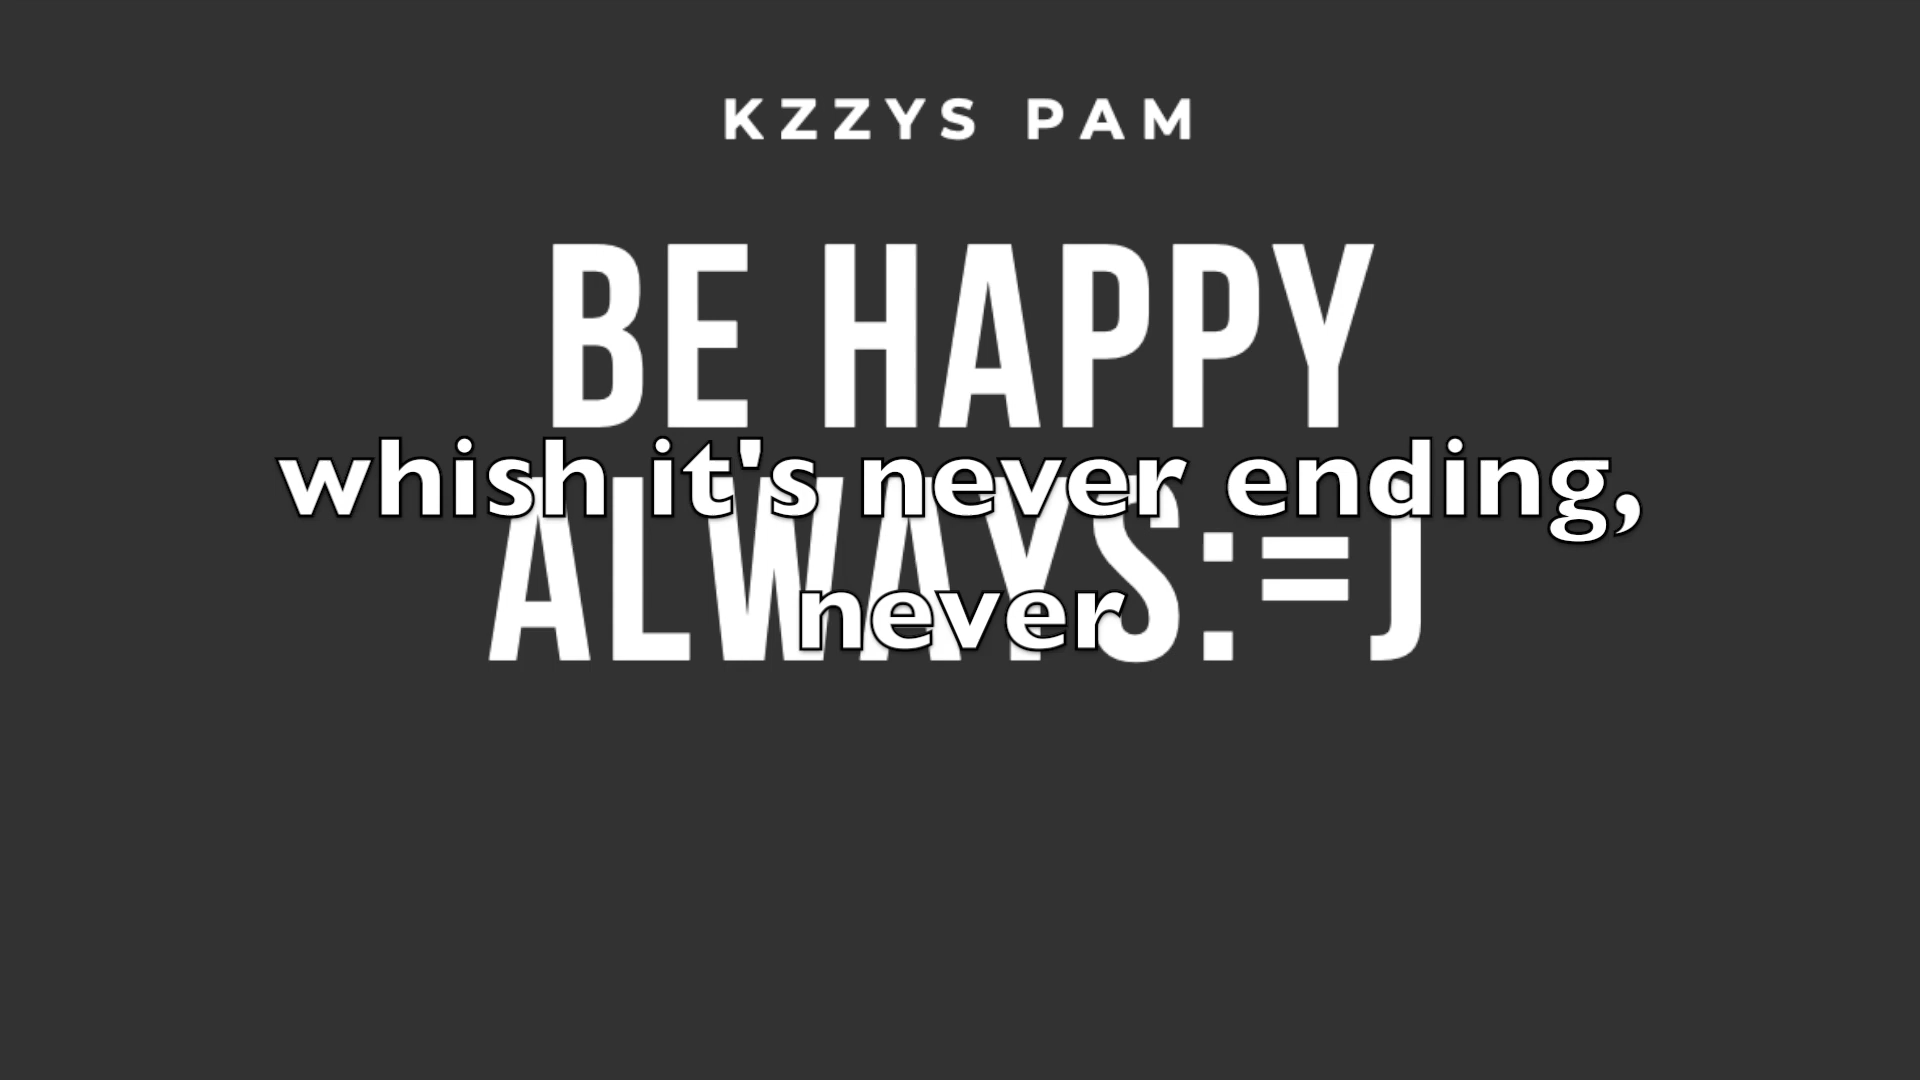 KZZYS PAM
BE HAPPY
whish it's never ending,
ALWAYS:=J
never